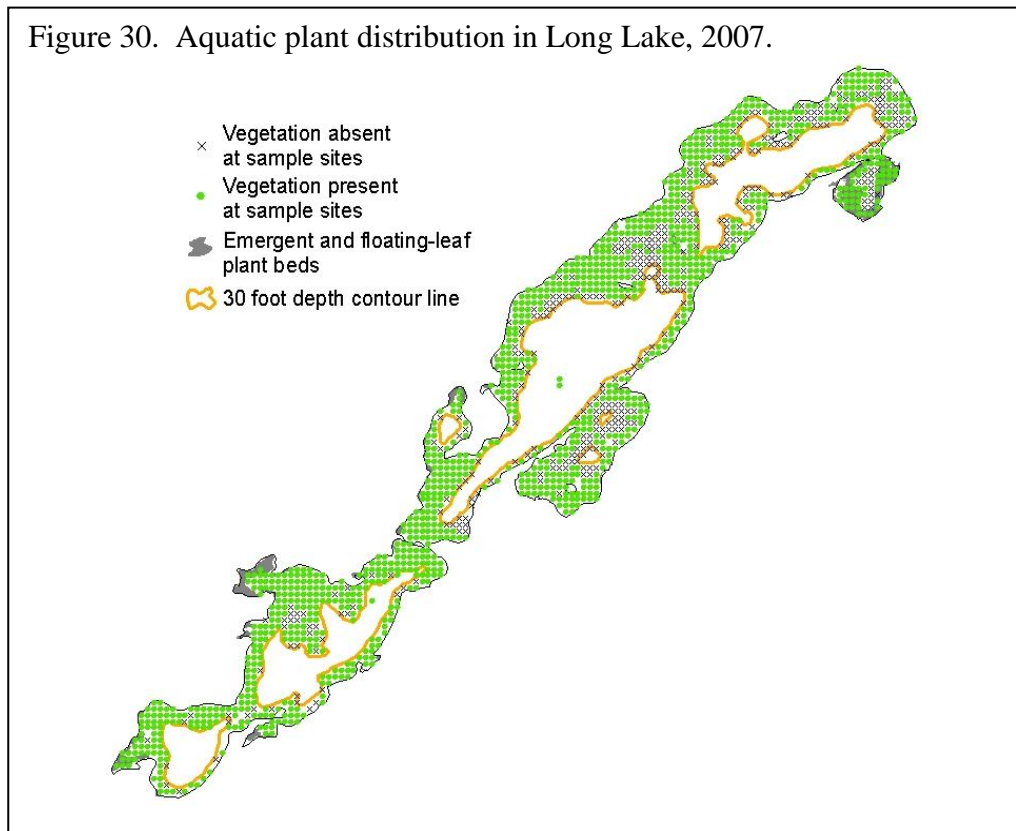 Figure 30. Aquatic plant distribution in Long Lake, 2007.
Vegetation absent
at sample sites
Vegetation present
at sample sites
Emergent and floating-leaf
plant beds
30 foot depth contour line